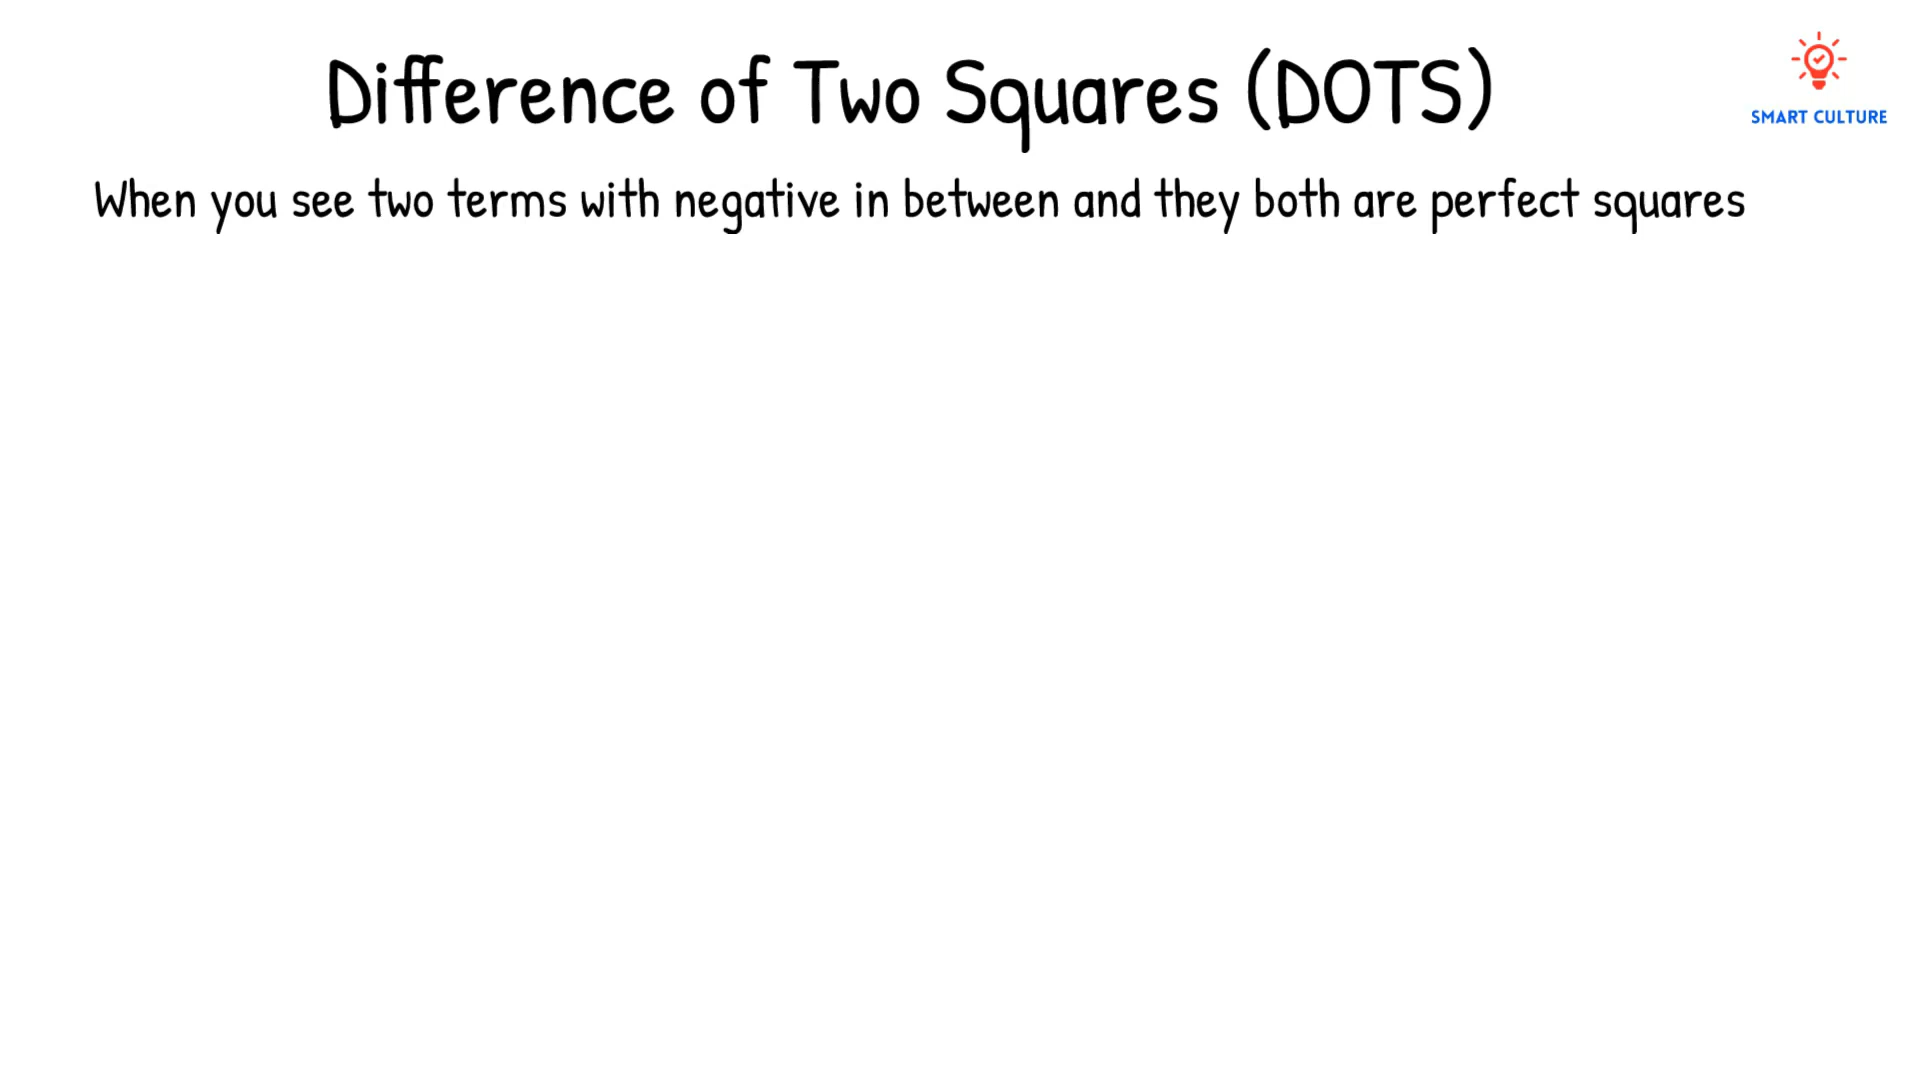 Difference of Two Squares (DOTS)
SMART CULTURE
When you see two terms with negative in between and they both are perfect squares